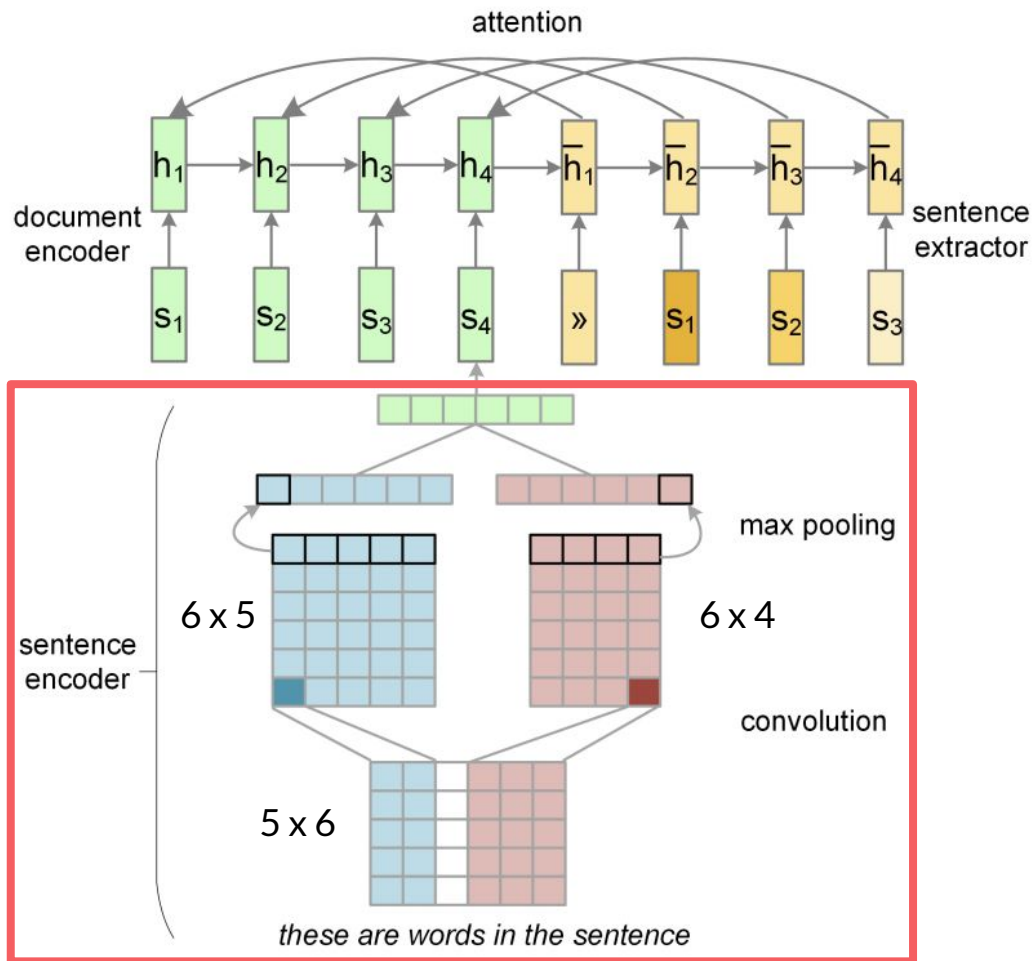 attention
h₁ h₂ h₃ h₄ h̄₁ h̄₂ h̄₃ h̄₄
document
encoder
sentence
extractor
s₁ s₂ s₃ s₄ » s₁ s₂ s₃
max pooling
6 x 5
6 x 4
sentence
encoder
convolution
5 x 6
these are words in the sentence